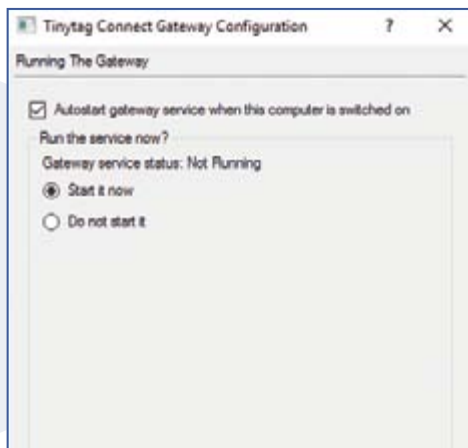 Tinytag Connect Gateway Configuration ? ×
Running The Gateway
Autostart gateway service when this computer is switched on
Run the service now?
Gateway service status: Not Running
Start it now
Do not start it